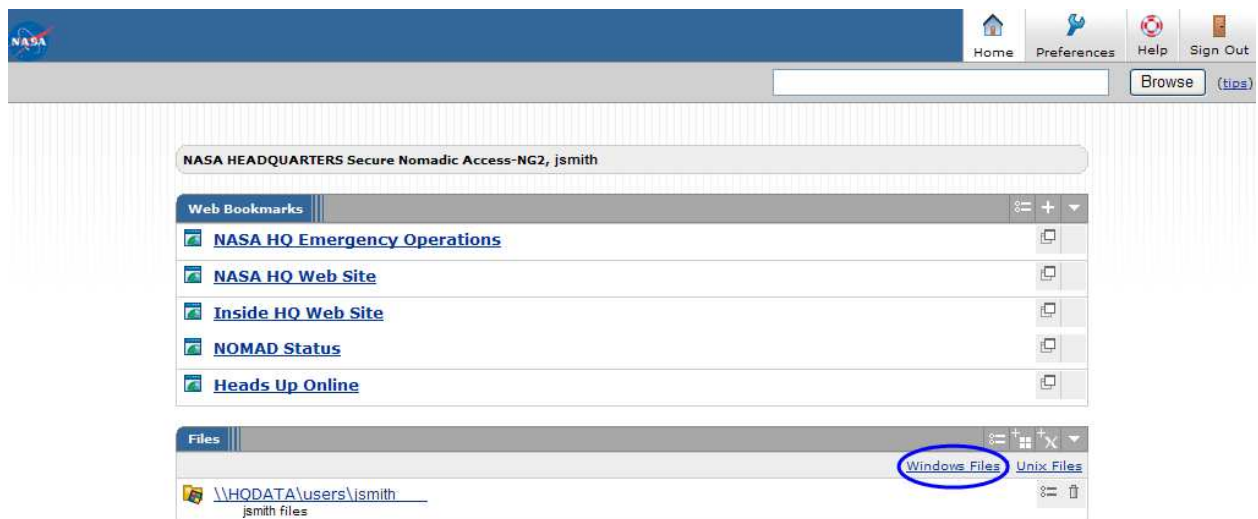 NASA
Home Preferences Help Sign Out
Browse (tips)
NASA HEADQUARTERS Secure Nomadic Access-NG2, jsmith
Web Bookmarks
NASA HQ Emergency Operations
NASA HQ Web Site
Inside HQ Web Site
NOMAD Status
Heads Up Online
Files
Windows Files Unix Files
\\HQDATA\users\jsmith
jsmith files